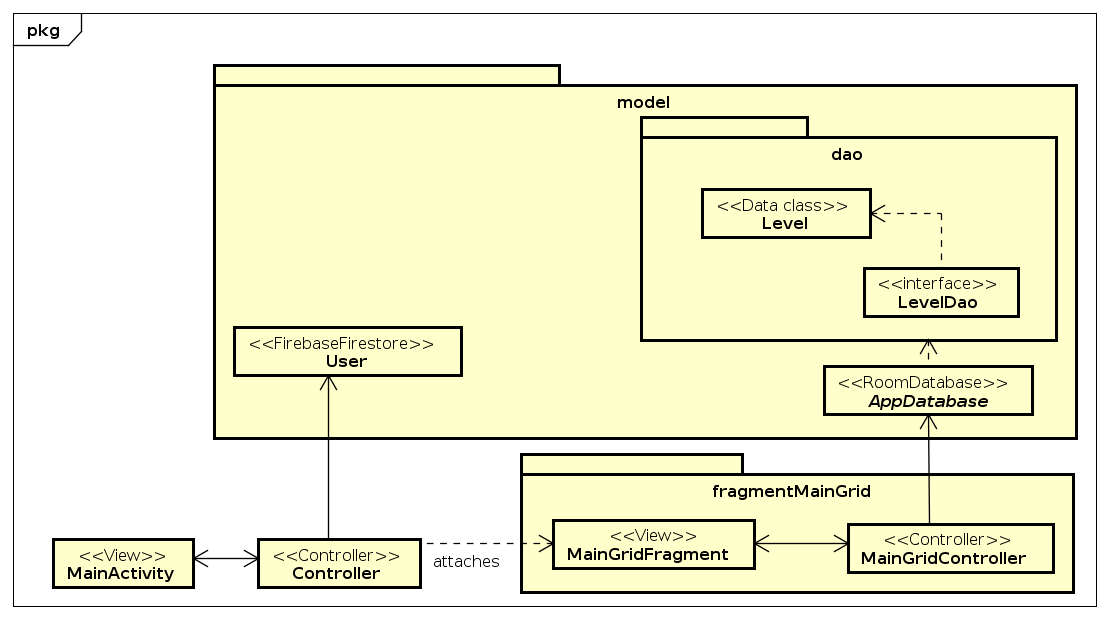 pkg
model
dao
<<Data class>>
Level
<<interface>>
LevelDao
<<FirebaseFirestore>>
User
<<RoomDatabase>>
AppDatabase
fragmentMainGrid
<<View>>
MainActivity
<<Controller>>
Controller
attaches
<<View>>
MainGridFragment
<<Controller>>
MainGridController